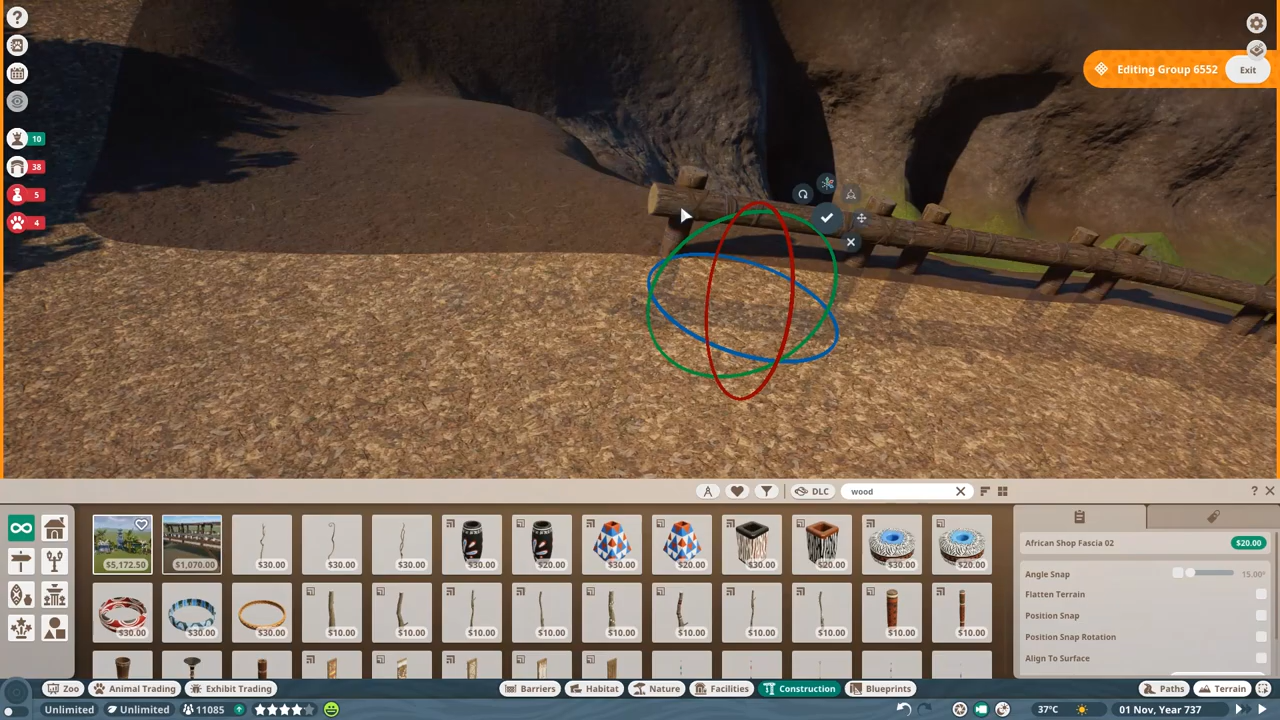 ?
Editing Group 6552 Exit
10
38
5
4
DLC wood ? ×
$5,172.50 $1,070.00 $30.00 $30.00 $30.00 $30.00 $20.00 $30.00 $20.00 $30.00 $20.00 $30.00 $20.00
$30.00 $30.00 $30.00 $10.00 $10.00 $10.00 $10.00 $10.00 $10.00 $10.00 $10.00 $10.00 $10.00
African Shop Fascia 02 $20.00
Angle Snap 15.00°
Flatten Terrain
Position Snap
Position Snap Rotation
Align To Surface
Zoo Animal Trading Exhibit Trading Barriers Habitat Nature Facilities Construction Blueprints Paths Terrain
Unlimited Unlimited 11085 37°C 01 Nov, Year 737